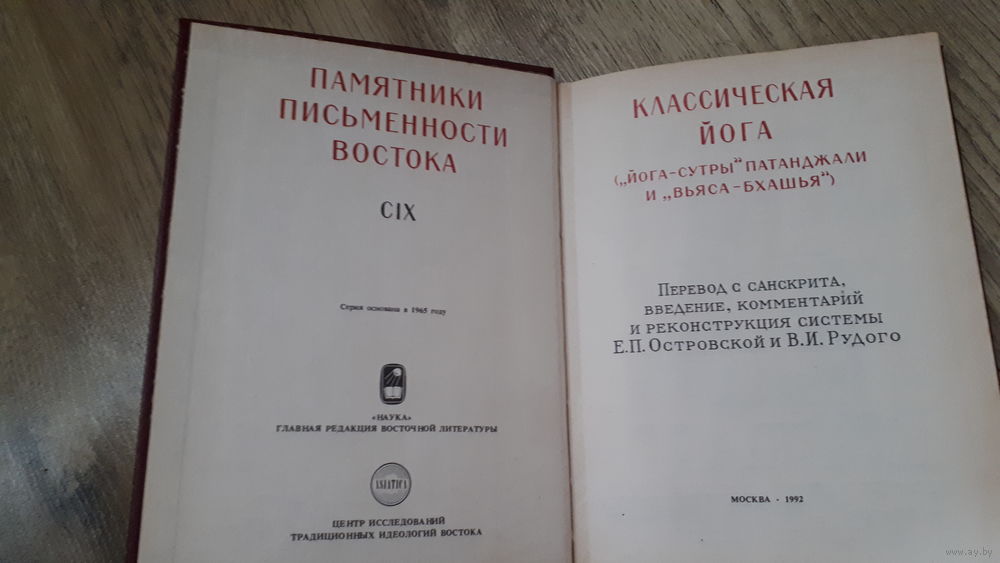 ПАМЯТНИКИ
ПИСЬМЕННОСТИ
ВОСТОКА
CIX
Серия основана в 1965 году
«НАУКА»
ГЛАВНАЯ РЕДАКЦИЯ ВОСТОЧНОЙ ЛИТЕРАТУРЫ
ASIATICA
ЦЕНТР ИССЛЕДОВАНИЙ
ТРАДИЦИОННЫХ ИДЕОЛОГИЙ ВОСТОКА
КЛАССИЧЕСКАЯ
ЙОГА
(„ЙОГА-СУТРЫ“ ПАТАНДЖАЛИ
И „ВЬЯСА-БХАШЬЯ“)
Перевод с санскрита,
введение, комментарий
и реконструкция системы
Е.П. Островской и В.И. Рудого
МОСКВА · 1992
www.ay.by